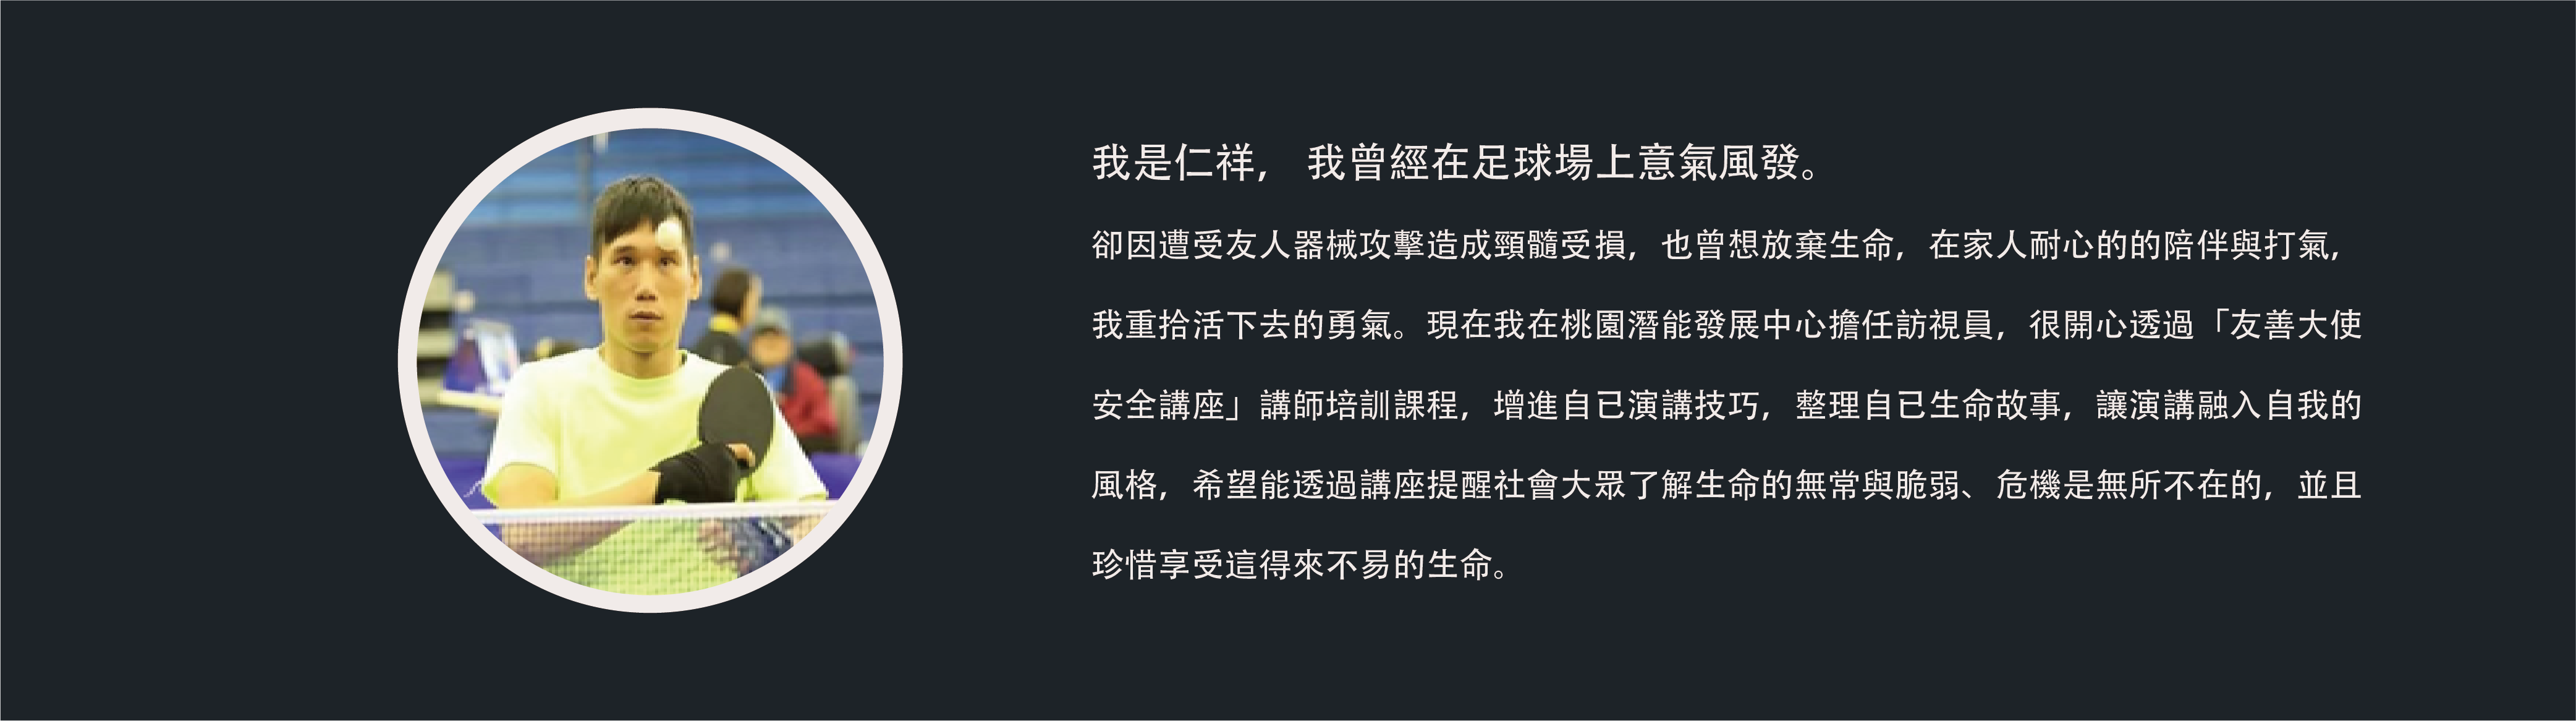 我是仁祥， 我曾經在足球場上意氣風發。
卻因遭受友人器械攻擊造成頸髓受損，也曾想放棄生命，在家人耐心的的陪伴與打氣，
我重拾活下去的勇氣。現在我在桃園潛能發展中心擔任訪視員，很開心透過「友善大使
安全講座」講師培訓課程，增進自已演講技巧，整理自已生命故事，讓演講融入自我的
風格，希望能透過講座提醒社會大眾了解生命的無常與脆弱、危機是無所不在的，並且
珍惜享受這得來不易的生命。